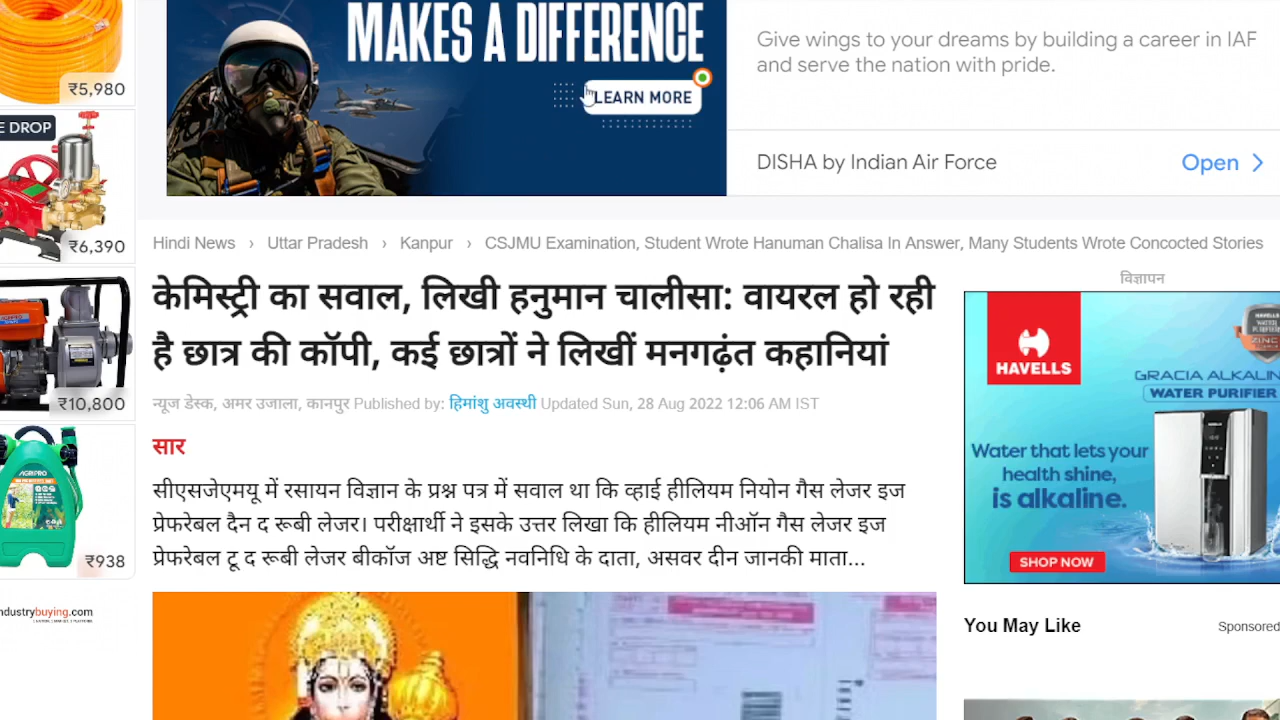 ₹5,980
E DROP
₹6,390
₹10,800
AGRIPRO
₹938
ndustrybuying.com
MAKES A DIFFERENCE
LEARN MORE
Give wings to your dreams by building a career in IAF
and serve the nation with pride.
DISHA by Indian Air Force
Open
Hindi News › Uttar Pradesh › Kanpur › CSJMU Examination, Student Wrote Hanuman Chalisa In Answer, Many Students Wrote Concocted Stories
केमिस्ट्री का सवाल, लिखी हनुमान चालीसा: वायरल हो रही
है छात्र की कॉपी, कई छात्रों ने लिखीं मनगढ़ंत कहानियां
न्यूज डेस्क, अमर उजाला, कानपुर Published by: हिमांशु अवस्थी Updated Sun, 28 Aug 2022 12:06 AM IST
सार
सीएसजेएमयू में रसायन विज्ञान के प्रश्न पत्र में सवाल था कि व्हाई हीलियम नियोन गैस लेजर इज
प्रेफरेबल दैन द रूबी लेजर। परीक्षार्थी ने इसके उत्तर लिखा कि हीलियम नीऑन गैस लेजर इज
प्रेफरेबल टू द रूबी लेजर बीकॉज अष्ट सिद्धि नवनिधि के दाता, असवर दीन जानकी माता...
विज्ञापन
HAVELLS
GRACIA ALKALIN
WATER PURIFIER
Water that lets your
health shine,
is alkaline.
SHOP NOW
You May Like
Sponsored